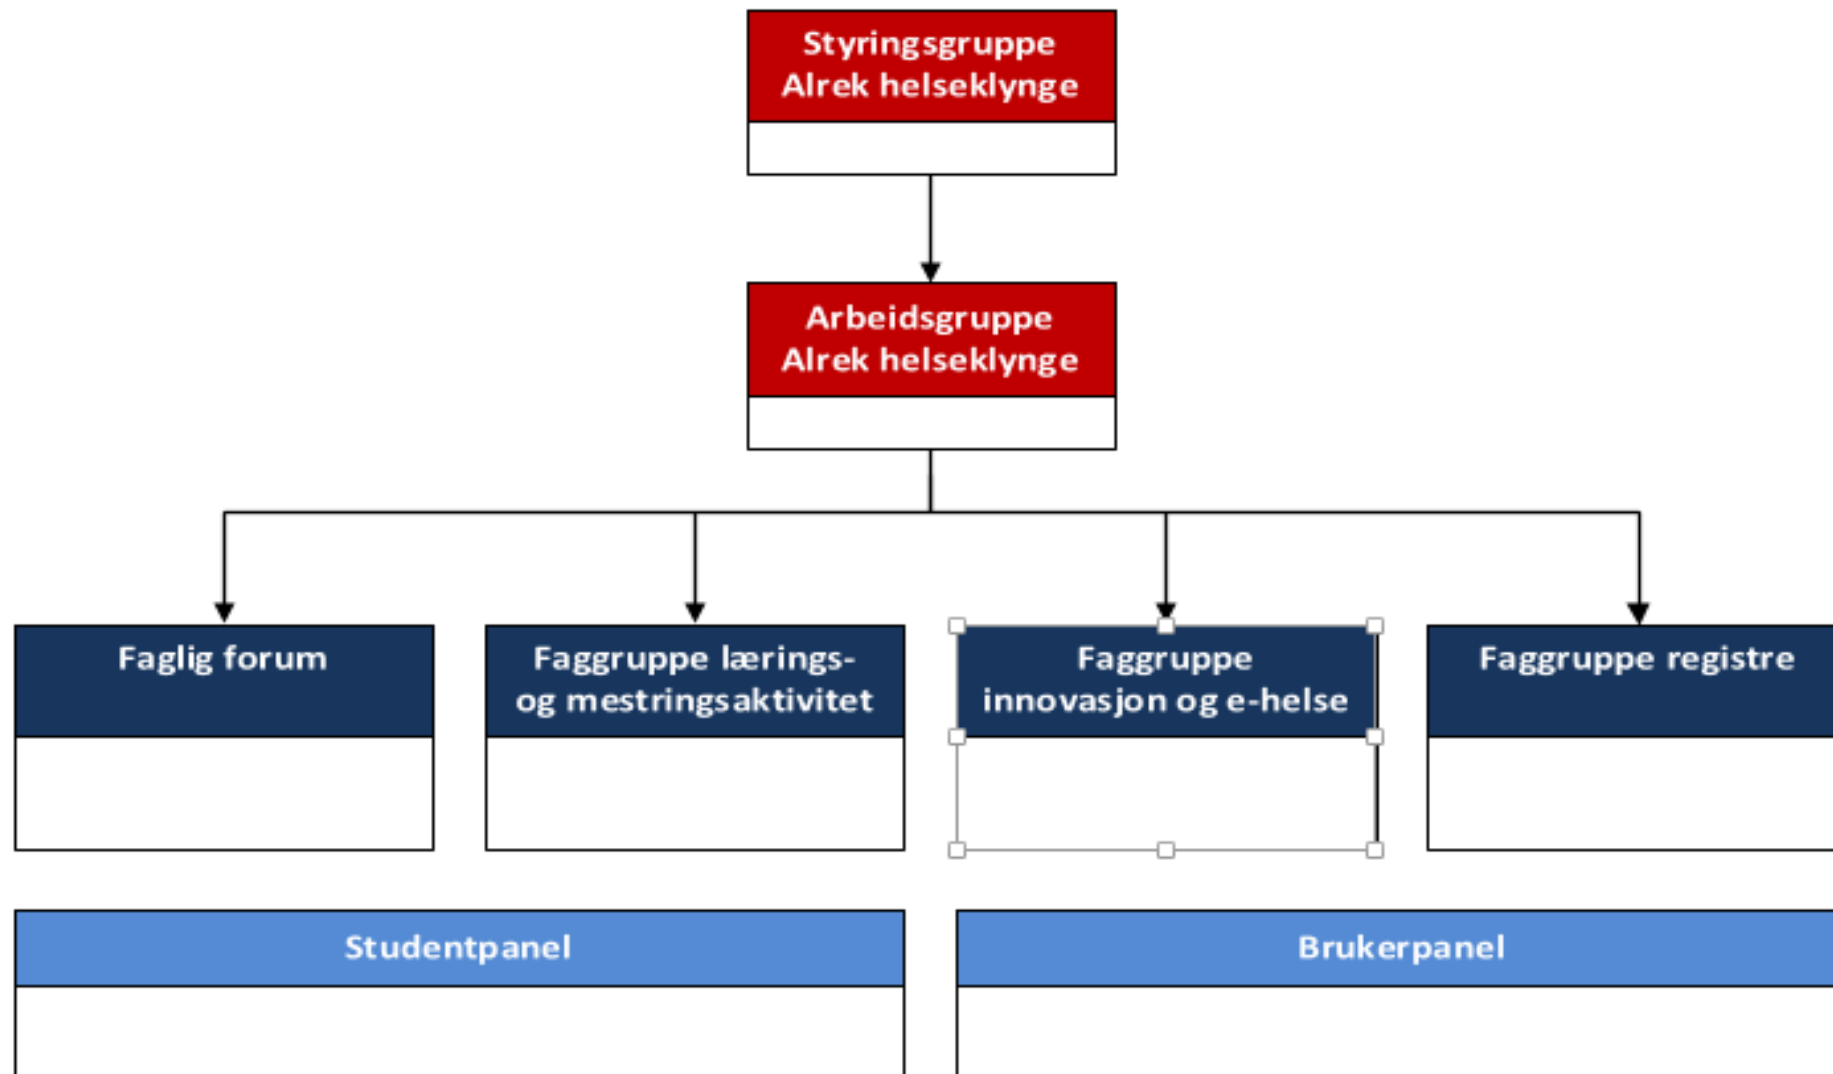 Styringsgruppe
Alrek helseklynge
Arbeidsgruppe
Alrek helseklynge
Faglig forum
Faggruppe lærings-
og mestringsaktivitet
Faggruppe
innovasjon og e-helse
Faggruppe registre
Studentpanel
Brukerpanel